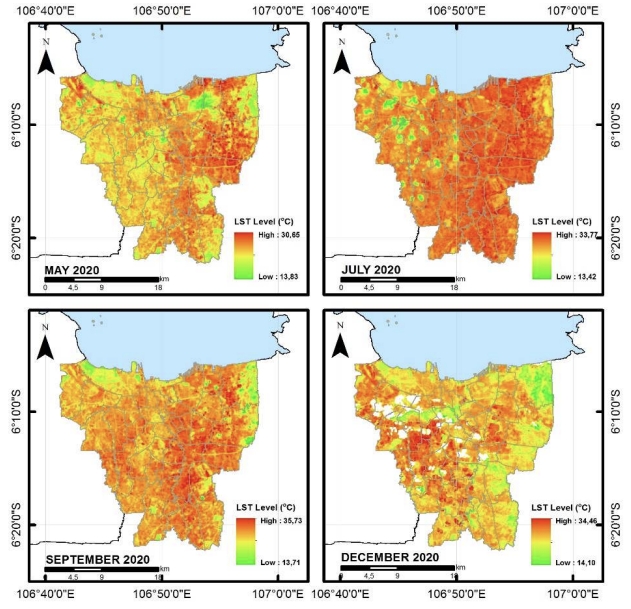 106°40'0"E 106°50'0"E 107°0'0"E 106°40'0"E 106°50'0"E 107°0'0"E
N
6°10'0"S
6°20'0"S
LST Level (°C)
High : 30,65
Low : 13,83
MAY 2020
km
0 4,5 9 18
N
6°10'0"S
6°20'0"S
LST Level (°C)
High : 33,77
Low : 13,42
JULY 2020
km
0 4,5 9 18
N
6°10'0"S
6°20'0"S
LST Level (°C)
High : 35,73
Low : 13,71
SEPTEMBER 2020
km
4,5 9 18
N
6°10'0"S
6°20'0"S
LST Level (°C)
High : 34,46
Low : 14,10
DECEMBER 2020
km
4,5 9 18
106°40'0"E 106°50'0"E 107°0'0"E 106°40'0"E 106°50'0"E 107°0'0"E